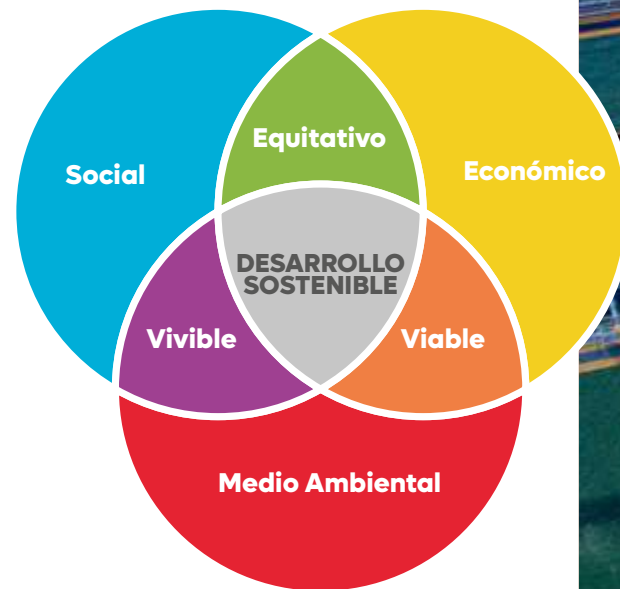 Equitativo
Social
Económico
DESARROLLO
SOSTENIBLE
Vivible
Viable
Medio Ambiental